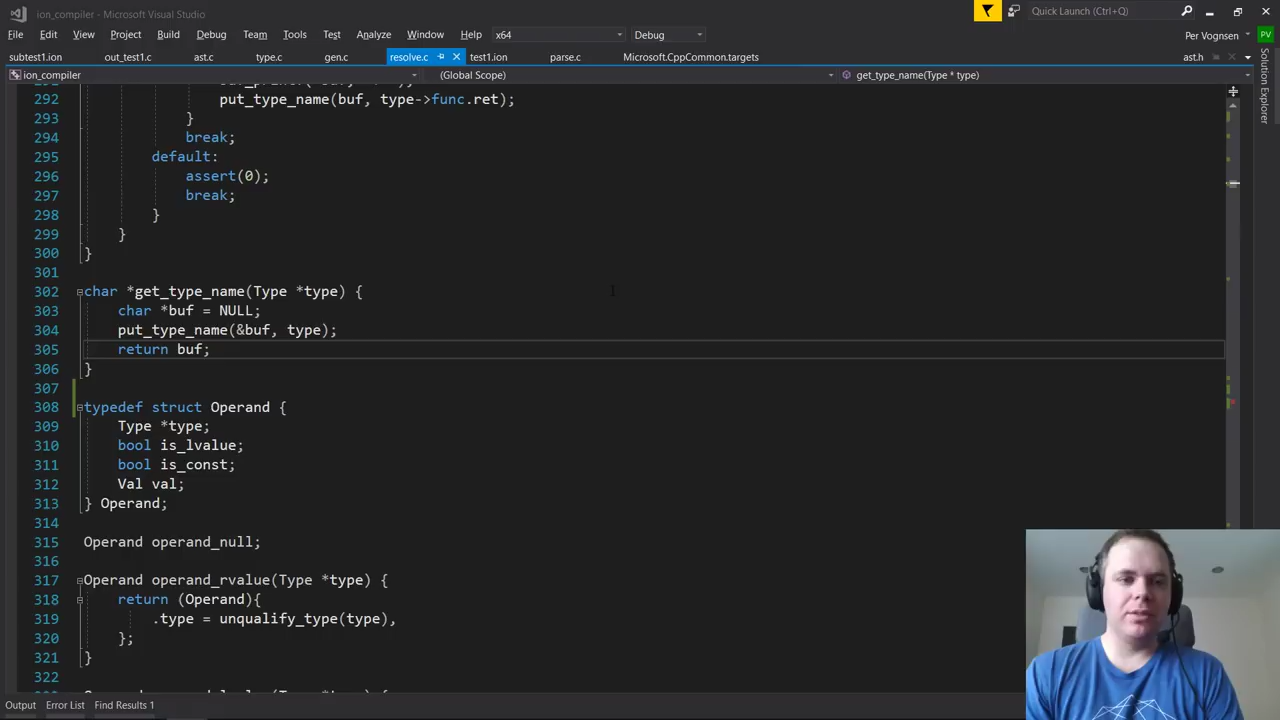 ion_compiler - Microsoft Visual Studio
Quick Launch (Ctrl+Q)
File Edit View Project Build Debug Team Tools Test Analyze Window Help x64 Debug
Per Vognsen PV
subtest1.ion out_test1.c ast.c type.c gen.c resolve.c test1.ion parse.c Microsoft.CppCommon.targets ast.h
ion_compiler (Global Scope) get_type_name(Type * type)
Solution Explorer
292 put_type_name(buf, type->func.ret);
293 }
294 break;
295 default:
296 assert(0);
297 break;
298 }
299 }
300 }
301
302 char *get_type_name(Type *type) {
303 char *buf = NULL;
304 put_type_name(&buf, type);
305 return buf;
306 }
307
308 typedef struct Operand {
309 Type *type;
310 bool is_lvalue;
311 bool is_const;
312 Val val;
313 } Operand;
314
315 Operand operand_null;
316
317 Operand operand_rvalue(Type *type) {
318 return (Operand){
319 .type = unqualify_type(type),
320 };
321 }
322
Output Error List Find Results 1